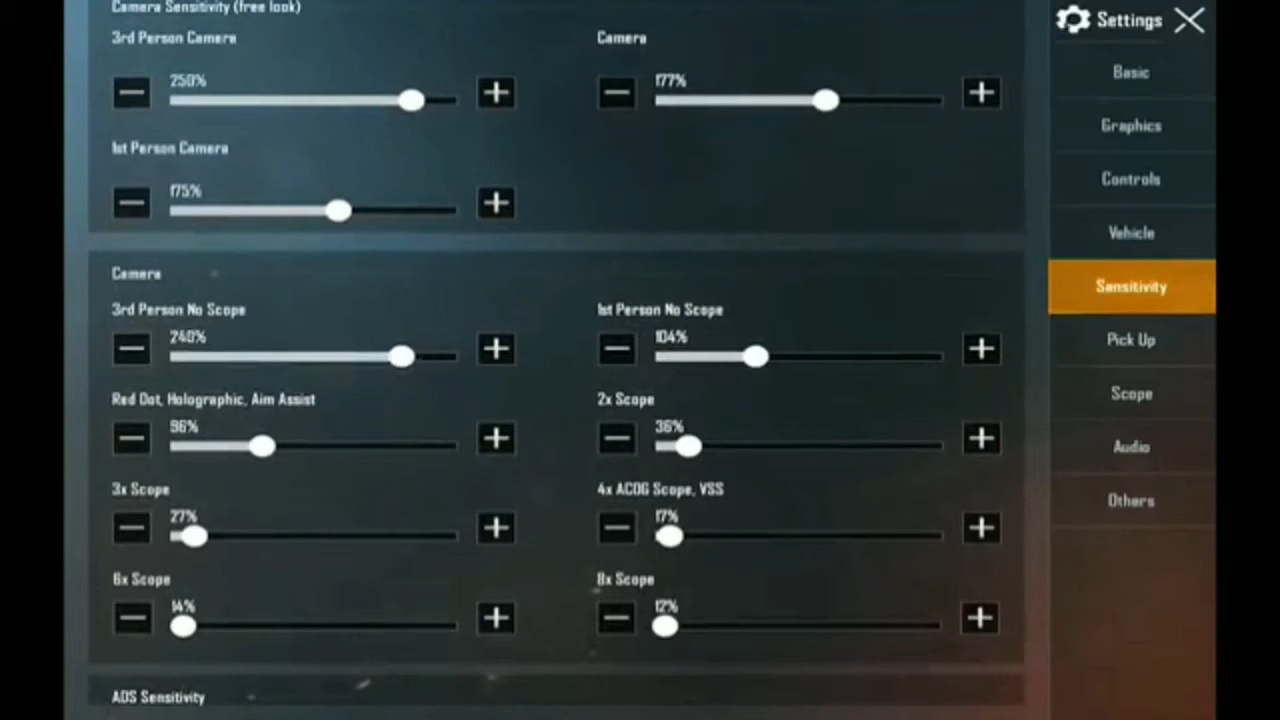 Camera Sensitivity (free look)
3rd Person Camera
Camera
250%
177%
1st Person Camera
175%
Camera
3rd Person No Scope
1st Person No Scope
240%
104%
Red Dot, Holographic, Aim Assist
2x Scope
96%
36%
3x Scope
4x ACOG Scope, VSS
27%
17%
6x Scope
8x Scope
14%
12%
ADS Sensitivity
Settings
Basic
Graphics
Controls
Vehicle
Sensitivity
Pick Up
Scope
Audio
Others